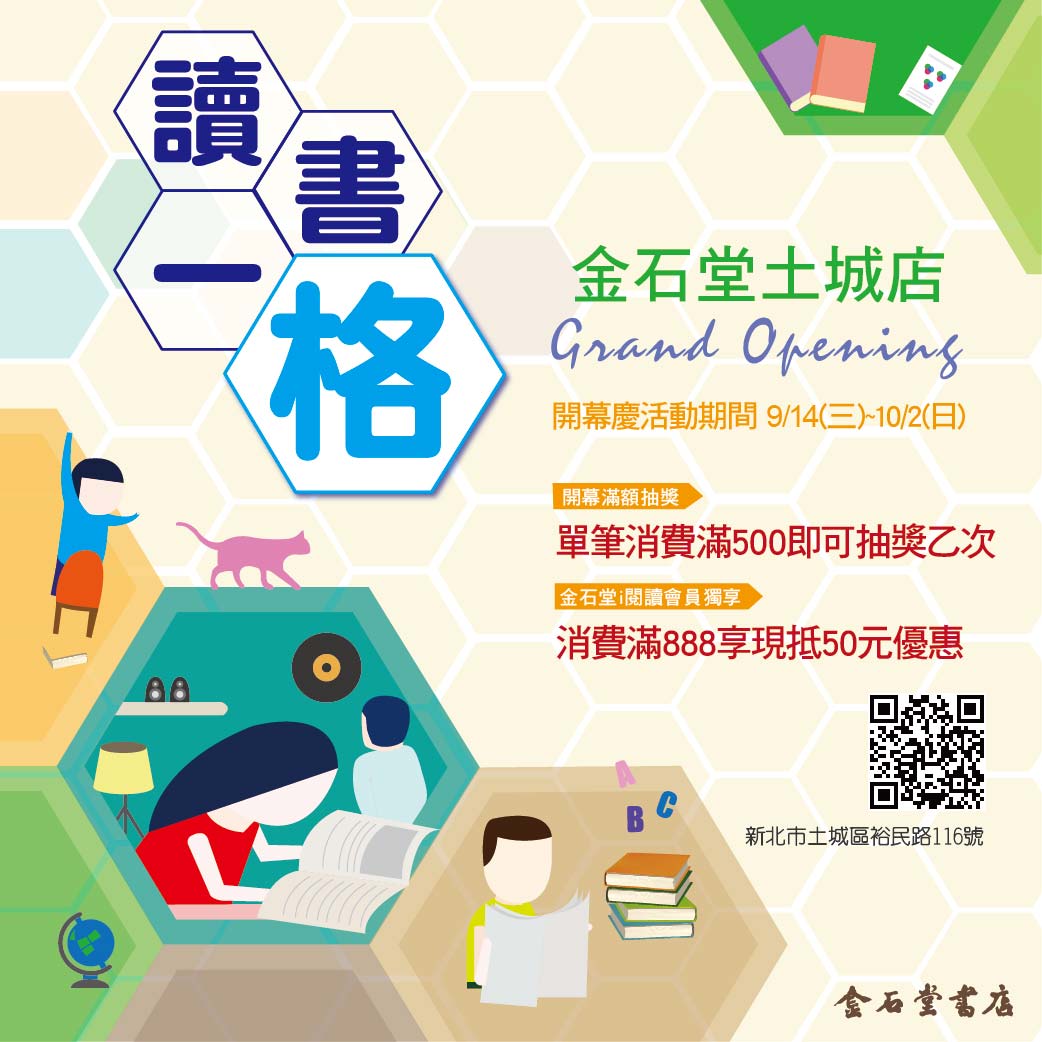 讀書一格
金石堂土城店
Grand Opening
開幕慶活動期間 9/14(三)~10/2(日)
開幕滿額抽獎
單筆消費滿500即可抽獎乙次
金石堂i閱讀會員獨享
消費滿888享現抵50元優惠
新北市土城區裕民路116號
A
B
C
金石堂書店